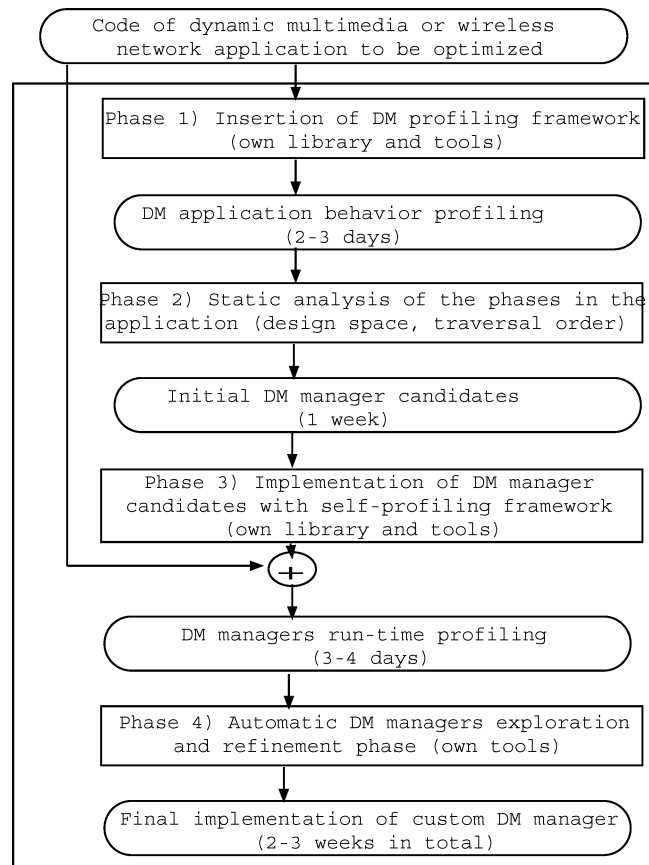 Code of dynamic multimedia or wireless
network application to be optimized
Phase 1) Insertion of DM profiling framework
(own library and tools)
DM application behavior profiling
(2-3 days)
Phase 2) Static analysis of the phases in the
application (design space, traversal order)
Initial DM manager candidates
(1 week)
Phase 3) Implementation of DM manager
candidates with self-profiling framework
(own library and tools)
+
DM managers run-time profiling
(3-4 days)
Phase 4) Automatic DM managers exploration
and refinement phase (own tools)
Final implementation of custom DM manager
(2-3 weeks in total)